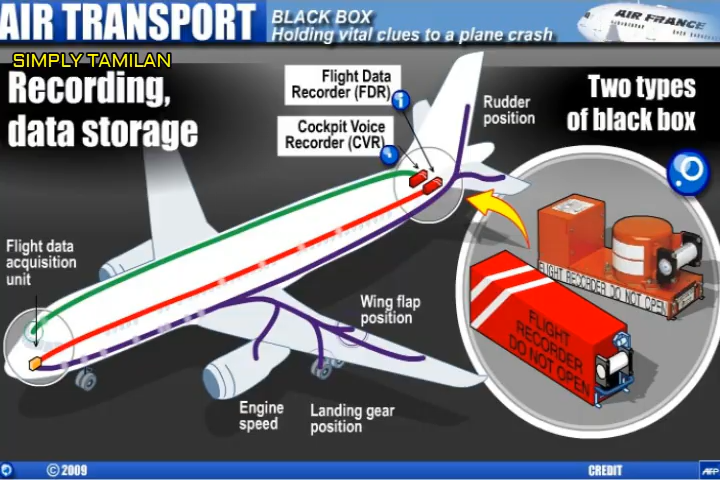 AIR TRANSPORT
BLACK BOX
Holding vital clues to a plane crash
AIR FRANCE
SIMPLY TAMILAN
Recording,
data storage
Flight Data
Recorder (FDR)
Cockpit Voice
Recorder (CVR)
Rudder
position
Two types
of black box
Flight data
acquisition
unit
Wing flap
position
Engine
speed
Landing gear
position
FLIGHT RECORDER DO NOT OPEN
FLIGHT
RECORDER
DO NOT OPEN
© 2009
CREDIT
AFP